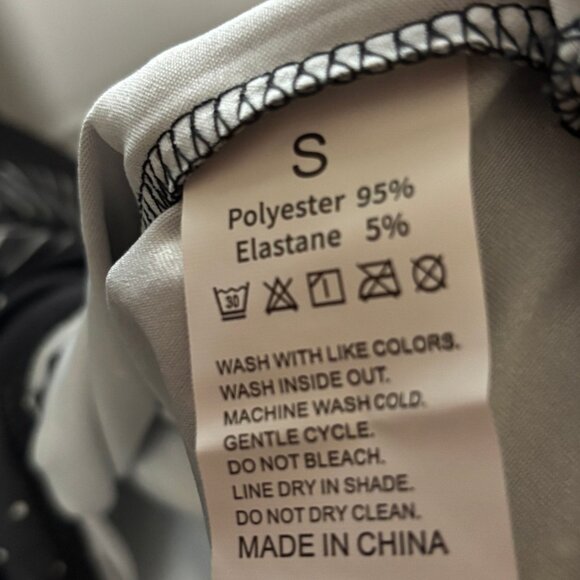 S
Polyester 95%
Elastane 5%
30
WASH WITH LIKE COLORS.
WASH INSIDE OUT.
MACHINE WASH COLD.
GENTLE CYCLE.
DO NOT BLEACH.
LINE DRY IN SHADE.
DO NOT DRY CLEAN.
MADE IN CHINA